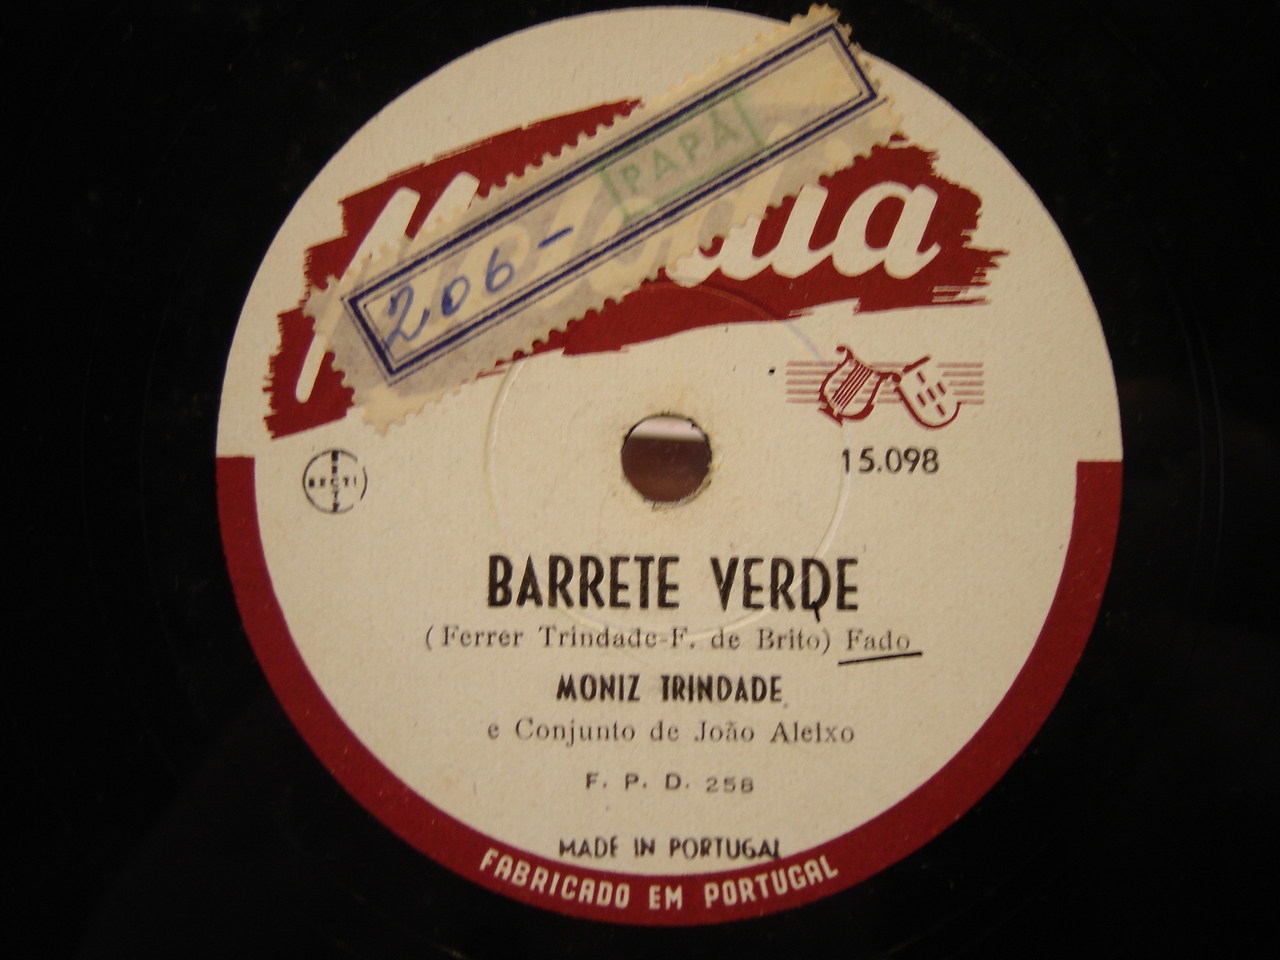 PAPÁ
206-
15.098
BARRETE VERDE
(Ferrer Trindade-F. de Brito) Fado
MONIZ TRINDADE
e Conjunto de João Aleixo
F. P. D. 258
MADE IN PORTUGAL
FABRICADO EM PORTUGAL